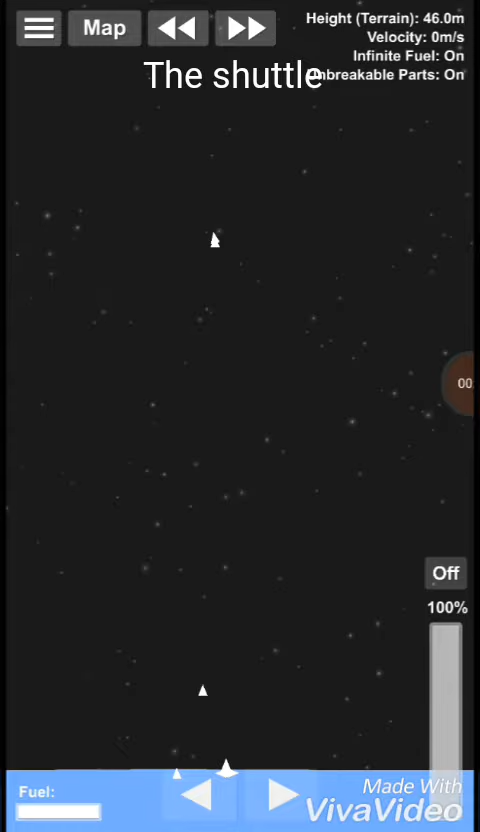 Map
Height (Terrain): 46.0m
Velocity: 0m/s
Infinite Fuel: On
Unbreakable Parts: On
The shuttle
00
Off
100%
Fuel:
Made With
VivaVideo